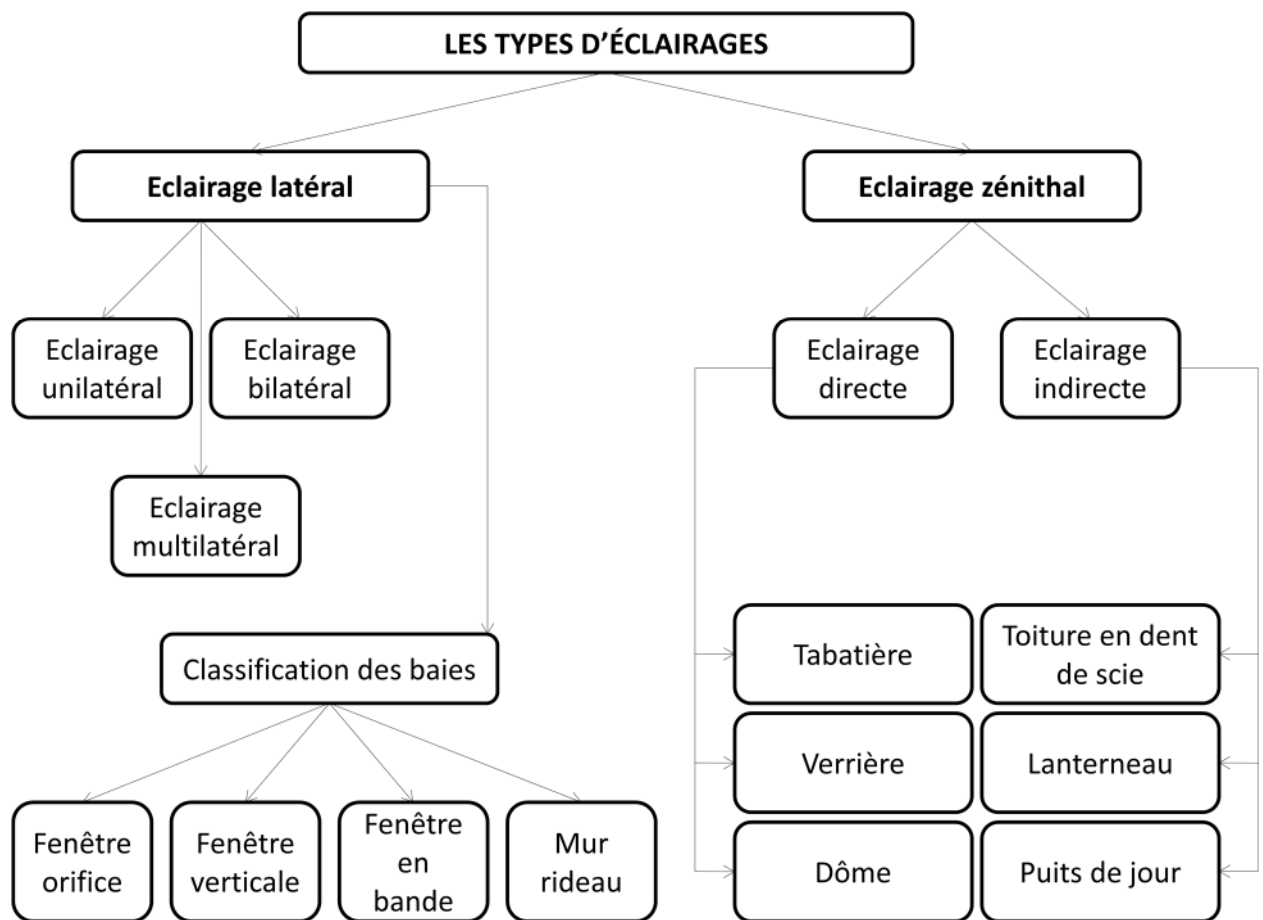 LES TYPES D’ÉCLAIRAGES
Eclairage latéral
Eclairage zénithal
Eclairage
unilatéral
Eclairage
bilatéral
Eclairage
directe
Eclairage
indirecte
Eclairage
multilatéral
Tabatière
Toiture en dent
de scie
Classification des baies
Verrière
Lanterneau
Fenêtre
orifice
Fenêtre
verticale
Fenêtre
en
bande
Mur
rideau
Dôme
Puits de jour